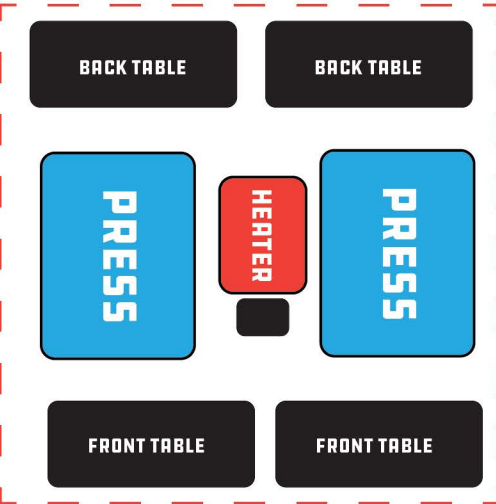 BACK TABLE
BACK TABLE
PRESS
HEATER
PRESS
FRONT TABLE
FRONT TABLE